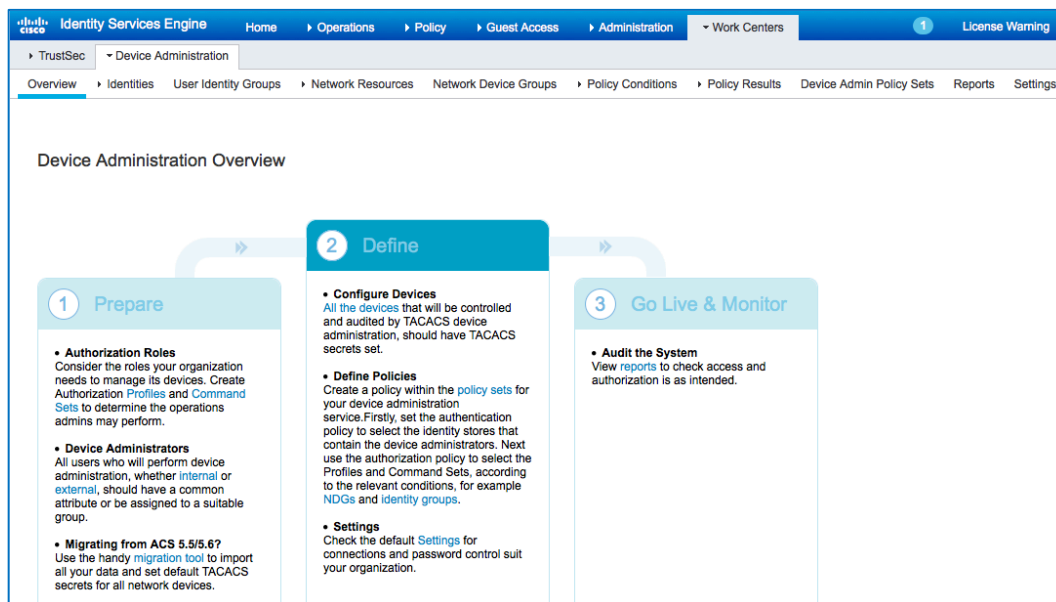 cisco Identity Services Engine Home Operations Policy Guest Access Administration Work Centers 1 License Warning
TrustSec Device Administration
Overview Identities User Identity Groups Network Resources Network Device Groups Policy Conditions Policy Results Device Admin Policy Sets Reports Settings
Device Administration Overview
1 Prepare
• Authorization Roles
Consider the roles your organization
needs to manage its devices. Create
Authorization Profiles and Command
Sets to determine the operations
admins may perform.
• Device Administrators
All users who will perform device
administration, whether internal or
external, should have a common
attribute or be assigned to a suitable
group.
• Migrating from ACS 5.5/5.6?
Use the handy migration tool to import
all your data and set default TACACS
secrets for all network devices.
2 Define
• Configure Devices
All the devices that will be controlled
and audited by TACACS device
administration, should have TACACS
secrets set.
• Define Policies
Create a policy within the policy sets for
your device administration
service.Firstly, set the authentication
policy to select the identity stores that
contain the device administrators. Next
use the authorization policy to select the
Profiles and Command Sets, according
to the relevant conditions, for example
NDGs and identity groups.
• Settings
Check the default Settings for
connections and password control suit
your organization.
3 Go Live & Monitor
• Audit the System
View reports to check access and
authorization is as intended.